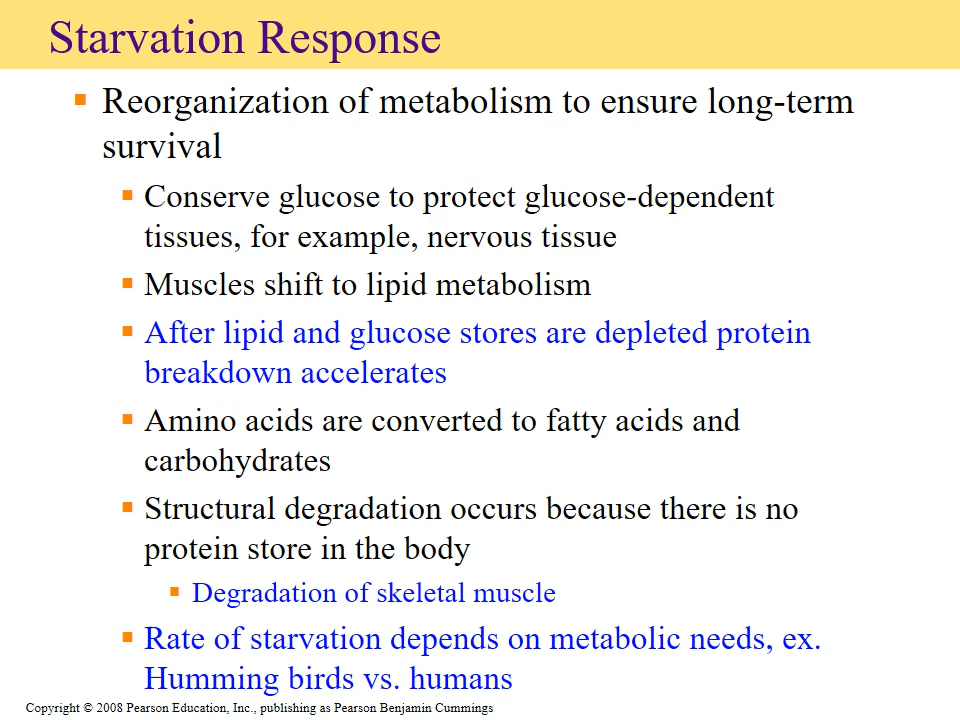 Starvation Response
Reorganization of metabolism to ensure long-term
survival
Conserve glucose to protect glucose-dependent
tissues, for example, nervous tissue
Muscles shift to lipid metabolism
After lipid and glucose stores are depleted protein
breakdown accelerates
Amino acids are converted to fatty acids and
carbohydrates
Structural degradation occurs because there is no
protein store in the body
Degradation of skeletal muscle
Rate of starvation depends on metabolic needs, ex.
Humming birds vs. humans
Copyright © 2008 Pearson Education, Inc., publishing as Pearson Benjamin Cummings